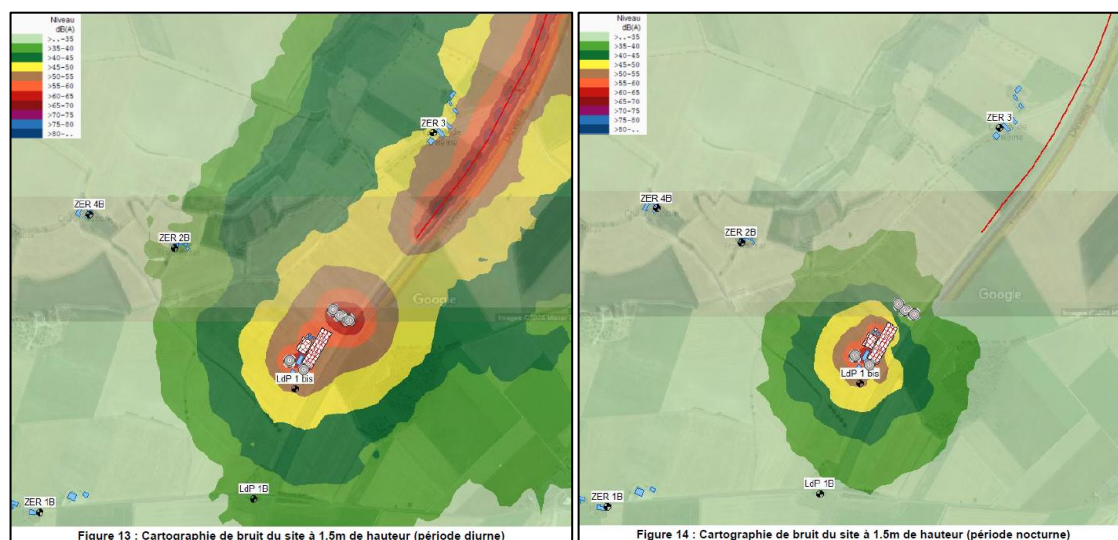 Niveau
dB(A)
>..-35
>35-40
>40-45
>45-50
>50-55
>55-60
>60-65
>65-70
>70-75
>75-80
>80-..
ZER 3
ZER 4B
ZER 2B
Google
LdP 1 bis
LdP 1B
ZER 1B
Figure 13 : Cartographie de bruit du site à 1.5m de hauteur (période diurne)
Niveau
dB(A)
>..-35
>35-40
>40-45
>45-50
>50-55
>55-60
>60-65
>65-70
>70-75
>75-80
>80-..
ZER 3
ZER 4B
ZER 2B
Google
LdP 1 bis
LdP 1B
ZER 1B
Figure 14 : Cartographie de bruit du site à 1.5m de hauteur (période nocturne)